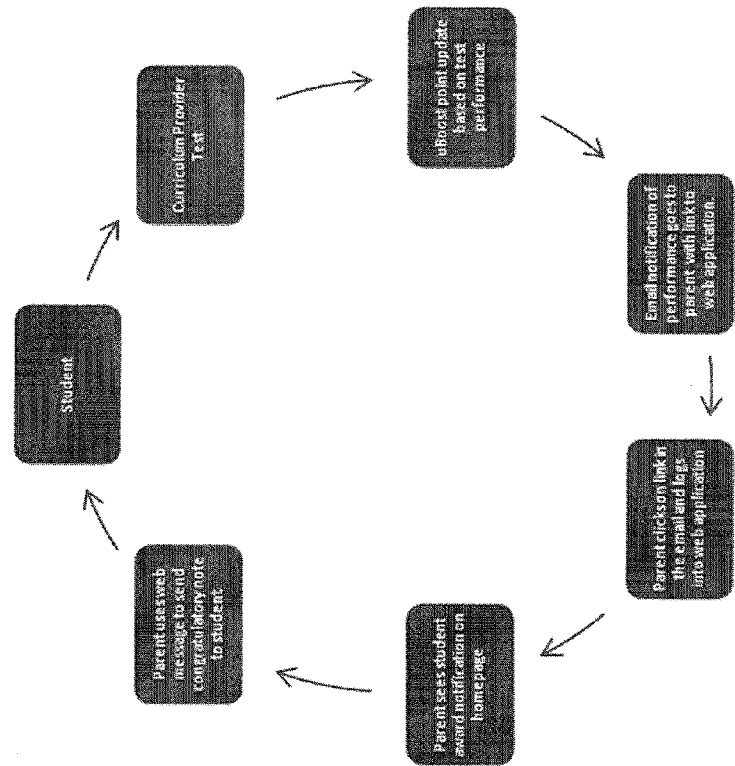 Student
Curriculum Provider
Test
uBoost point update
based on test
performance
Email notification of
performance goes to
parent with link to
web application.
Parent clicks on link in
the email and logs
into web application
Parent sees student
award notification on
homepage
Parent uses web
message to send
congratulatory note
to student